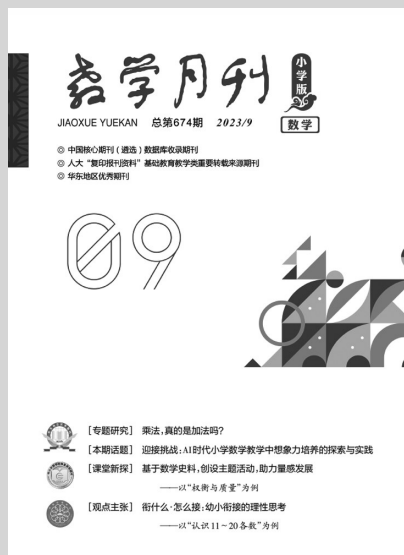 教学月刊
小学版
数学
JIAOXUE YUEKAN 总第674期 2023/9
◎ 中国核心期刊（遴选）数据库收录期刊
◎ 人大“复印报刊资料”基础教育教学类重要转载来源期刊
◎ 华东地区优秀期刊
09
［专题研究］ 乘法，真的是加法吗？
［本期话题］ 迎接挑战：AI时代小学数学教学中想象力培养的探索与实践
［课堂新探］ 基于数学史料，创设主题活动，助力量感发展
——以“权衡与质量”为例
［观点主张］ 衔什么·怎么接：幼小衔接的理性思考
——以“认识11~20各数”为例